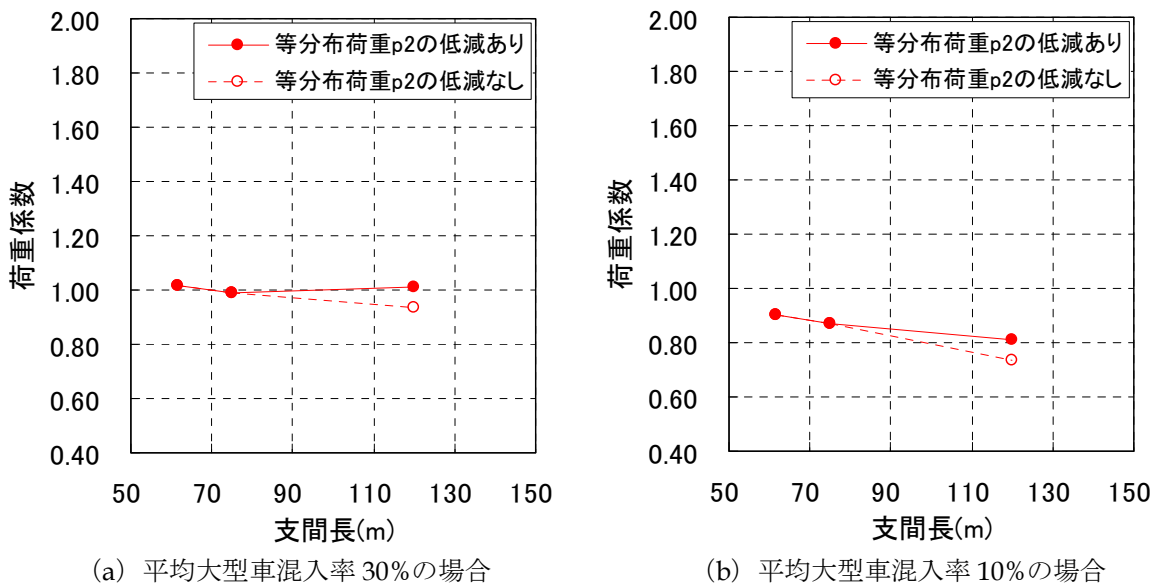 2.00
1.80
1.60
1.40
1.20
1.00
0.80
0.60
0.40
荷重係数
等分布荷重p2の低減あり
等分布荷重p2の低減なし
50 70 90 110 130 150
支間長(m)
(a) 平均大型車混入率 30%の場合
2.00
1.80
1.60
1.40
1.20
1.00
0.80
0.60
0.40
荷重係数
等分布荷重p2の低減あり
等分布荷重p2の低減なし
50 70 90 110 130 150
支間長(m)
(b) 平均大型車混入率 10%の場合